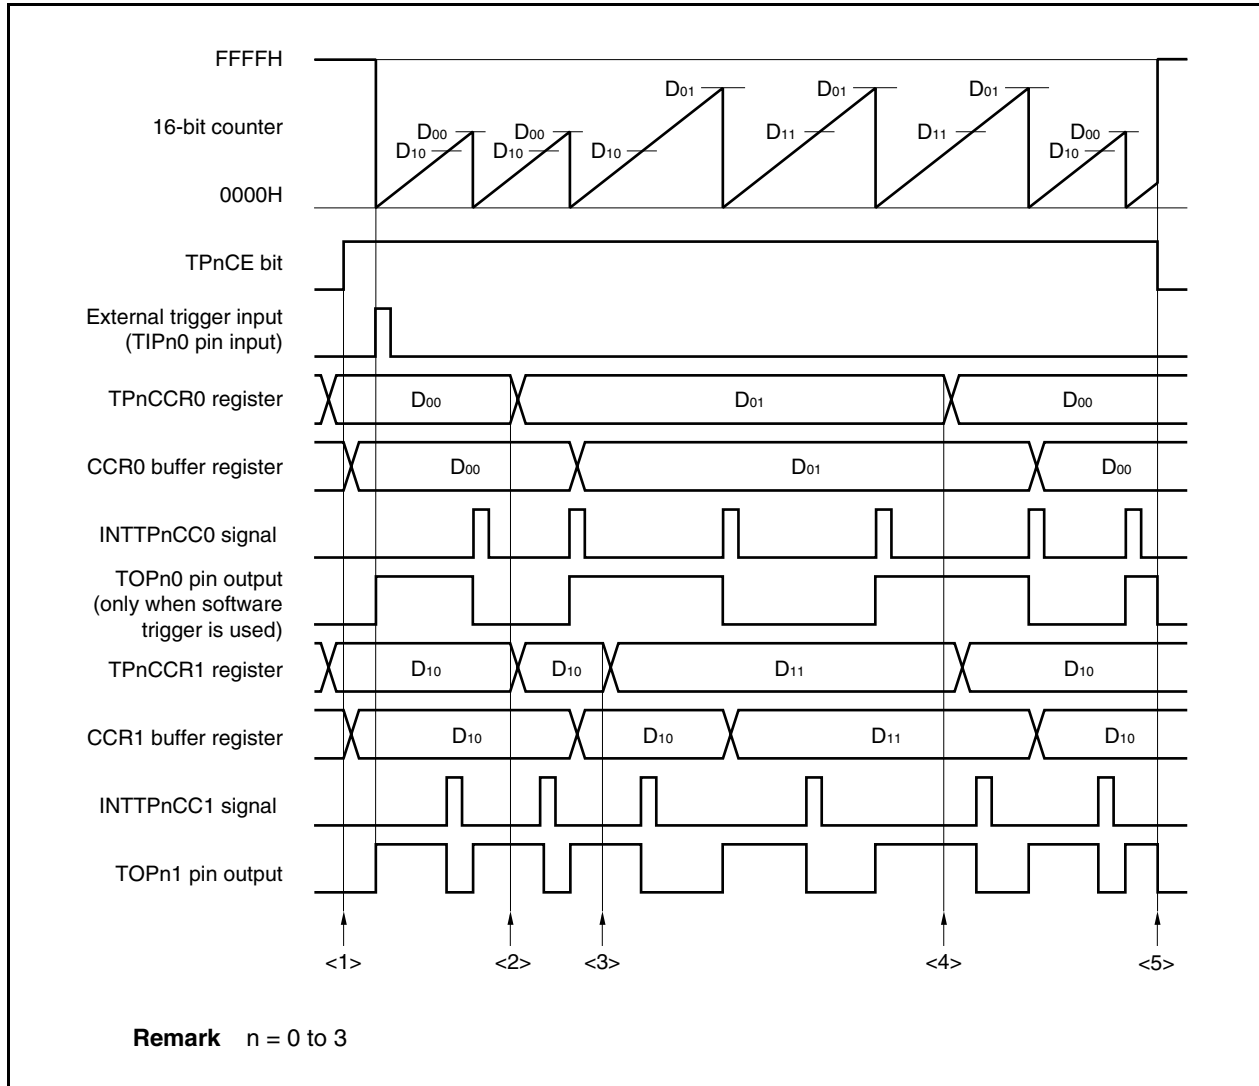 FFFFH
D01 D01 D01
16-bit counter
D00 D00 D11 D11 D00
D10 D10 D10 D10
0000H
TPnCE bit
External trigger input
(TIPn0 pin input)
TPnCCR0 register D00 D01 D00
CCR0 buffer register D00 D01 D00
INTTPnCC0 signal
TOPn0 pin output
(only when software
trigger is used)
TPnCCR1 register D10 D10 D11 D10
CCR1 buffer register D10 D10 D11 D10
INTTPnCC1 signal
TOPn1 pin output
<1> <2> <3> <4> <5>
Remark n = 0 to 3